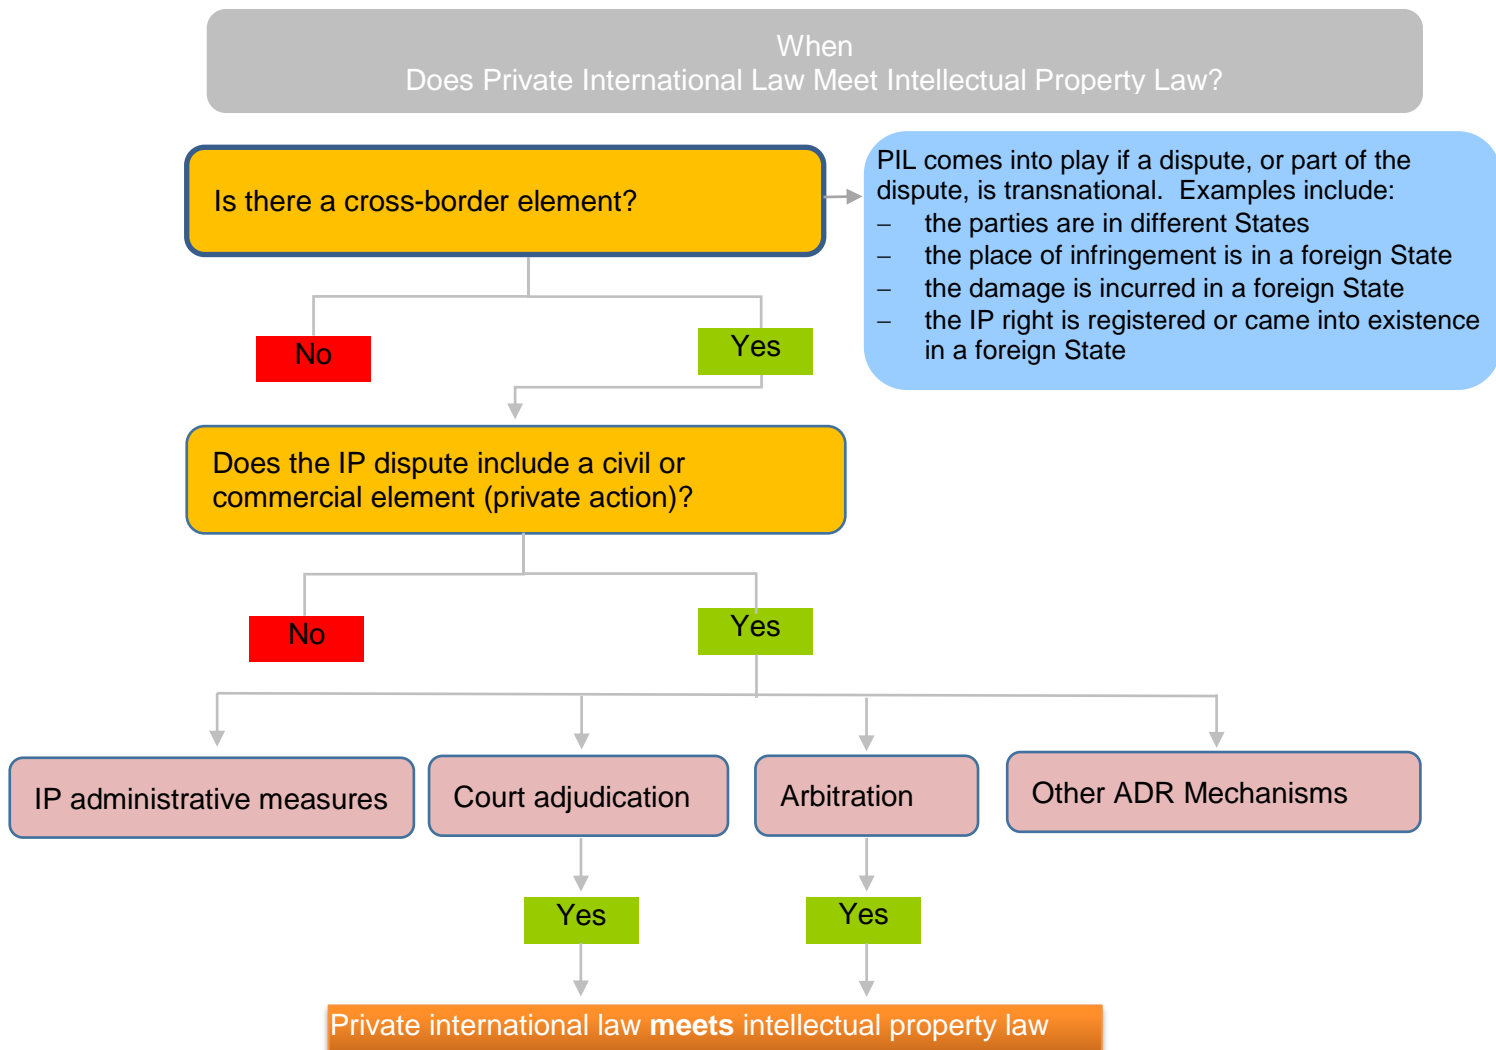 When
Does Private International Law Meet Intellectual Property Law?
Is there a cross-border element?
PIL comes into play if a dispute, or part of the
dispute, is transnational.  Examples include:
– the parties are in different States
– the place of infringement is in a foreign State
– the damage is incurred in a foreign State
– the IP right is registered or came into existence
in a foreign State
No
Yes
Does the IP dispute include a civil or
commercial element (private action)?
No
Yes
IP administrative measures
Court adjudication
Arbitration
Other ADR Mechanisms
Yes
Yes
Private international law meets intellectual property law